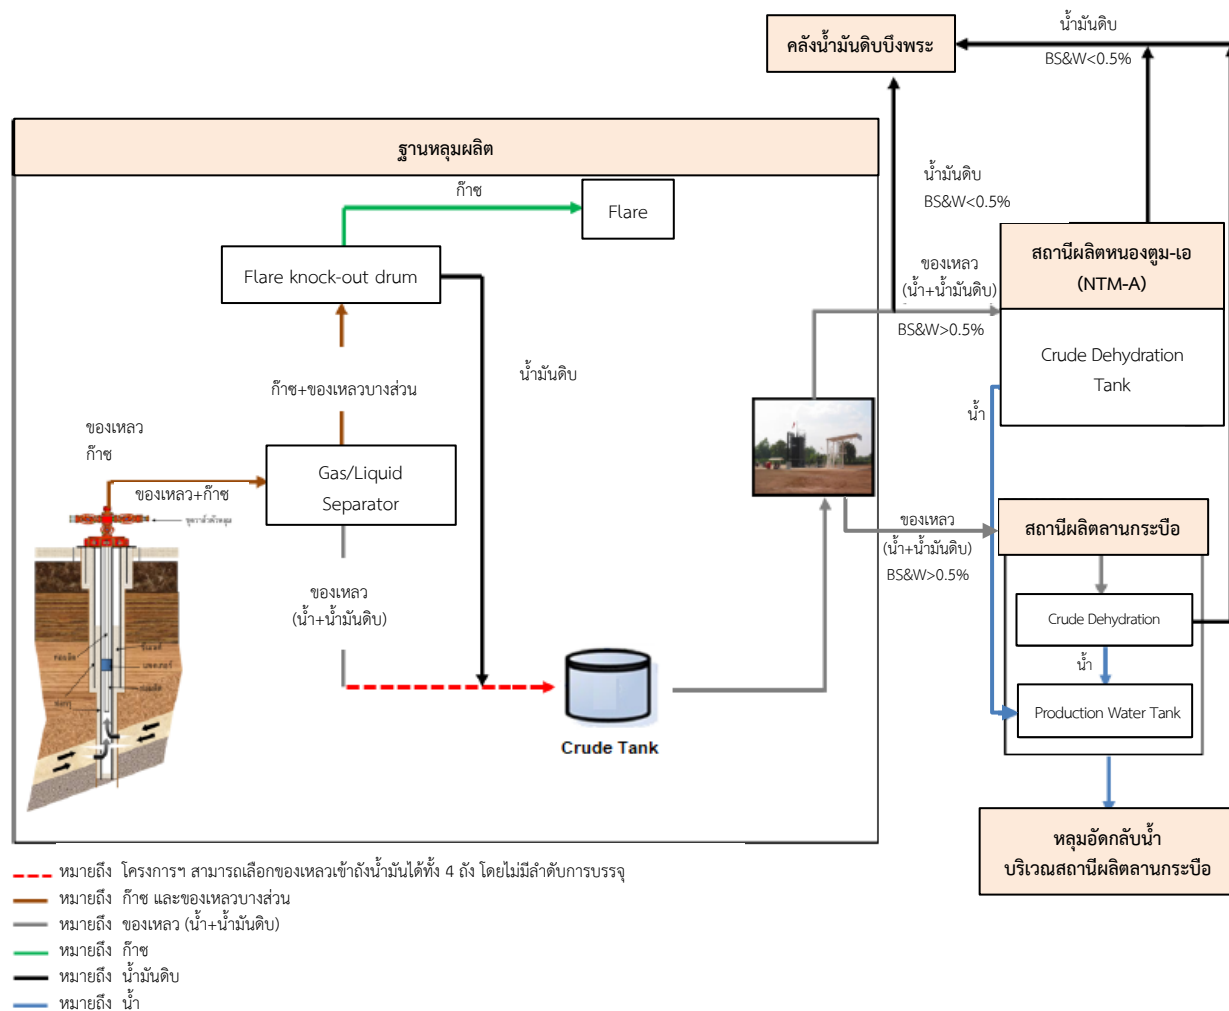 น้ำมันดิบ
คลังน้ำมันดิบบึงพระ
BS&W<0.5%
ฐานหลุมผลิต
น้ำมันดิบ
BS&W<0.5%
ก๊าซ
Flare
Flare knock-out drum
สถานีผลิตหนองตูม-เอ
(NTM-A)
ของเหลว
(น้ำ+น้ำมันดิบ)
BS&W>0.5%
Crude Dehydration
Tank
น้ำมันดิบ
ก๊าซ+ของเหลวบางส่วน
น้ำ
ของเหลว
ก๊าซ
Gas/Liquid
Separator
ของเหลว+ก๊าซ
ของเหลว
(น้ำ+น้ำมันดิบ)
BS&W>0.5%
สถานีผลิตลานกระบือ
ของเหลว
(น้ำ+น้ำมันดิบ)
Crude Dehydration
น้ำ
Production Water Tank
Crude Tank
หลุมอัดกลับน้ำ
บริเวณสถานีผลิตลานกระบือ
หมายถึง โครงการฯ สามารถเลือกของเหลวเข้าถังน้ำมันได้ทั้ง 4 ถัง โดยไม่มีลำดับการบรรจุ
หมายถึง ก๊าซ และของเหลวบางส่วน
หมายถึง ของเหลว (น้ำ+น้ำมันดิบ)
หมายถึง ก๊าซ
หมายถึง น้ำมันดิบ
หมายถึง น้ำ